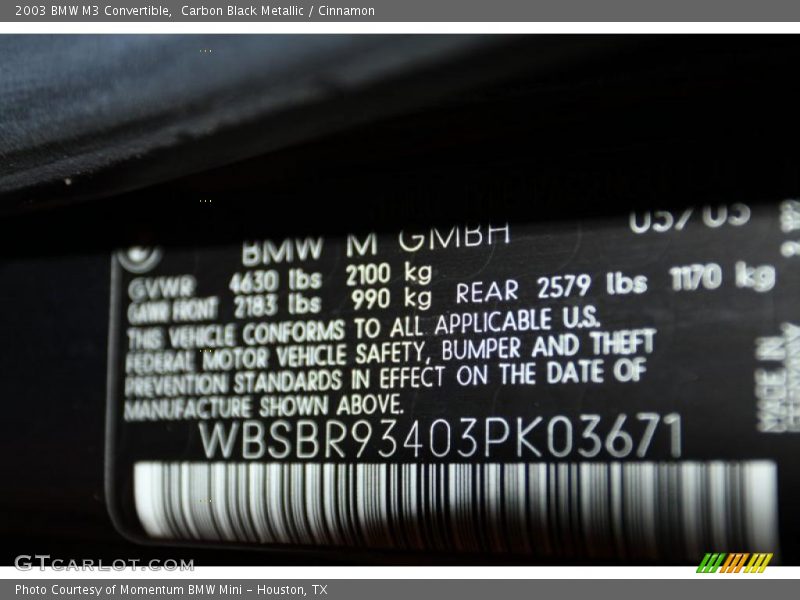 2003 BMW M3 Convertible,  Carbon Black Metallic / Cinnamon
BMW M GMBH 05/03
GVWR 4630 lbs 2100 kg
GAWR FRONT 2183 lbs 990 kg REAR 2579 lbs 1170 kg
THIS VEHICLE CONFORMS TO ALL APPLICABLE U.S.
FEDERAL MOTOR VEHICLE SAFETY, BUMPER AND THEFT
PREVENTION STANDARDS IN EFFECT ON THE DATE OF
MANUFACTURE SHOWN ABOVE.
WBSBR93403PK03671
MADE IN
GERMANY
GTCARLOT.COM
Photo Courtesy of Momentum BMW Mini - Houston, TX